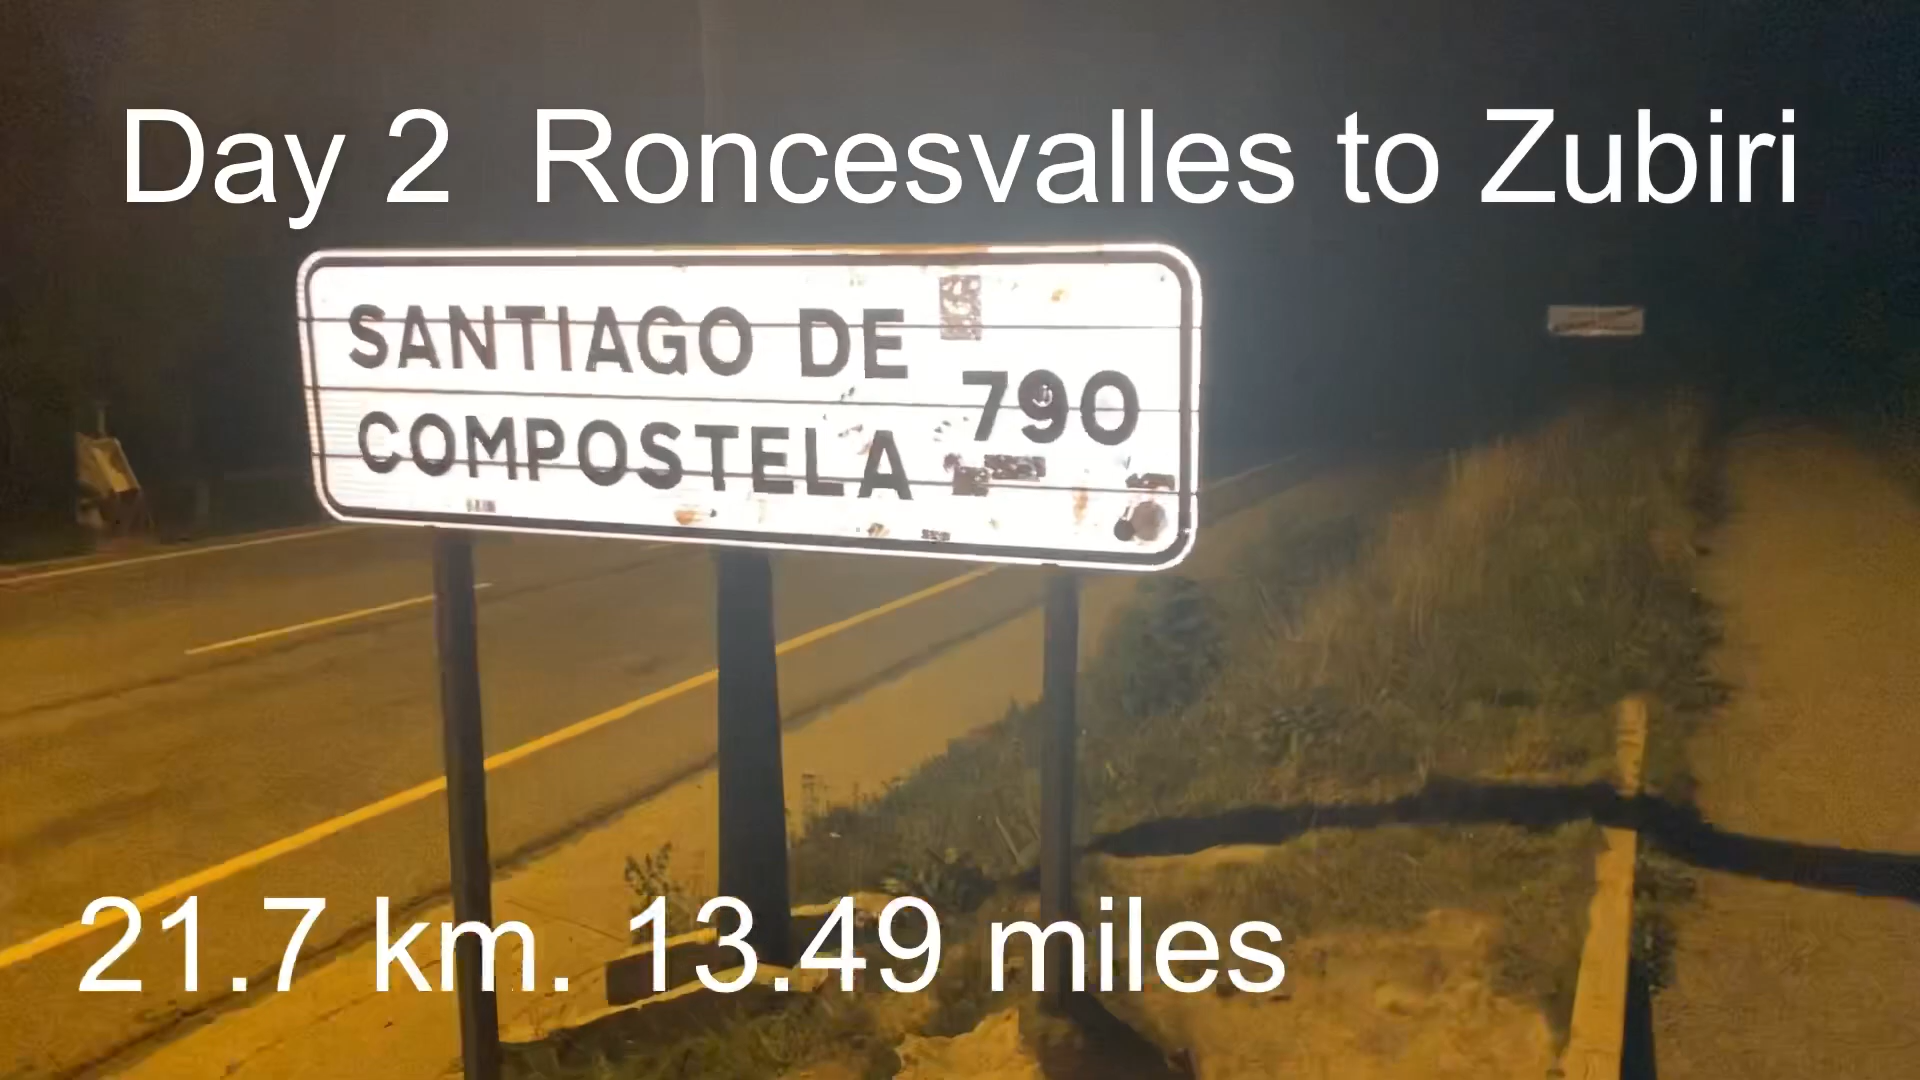 Day 2  Roncesvalles to Zubiri
SANTIAGO DE
790
COMPOSTELA
21.7 km. 13.49 miles